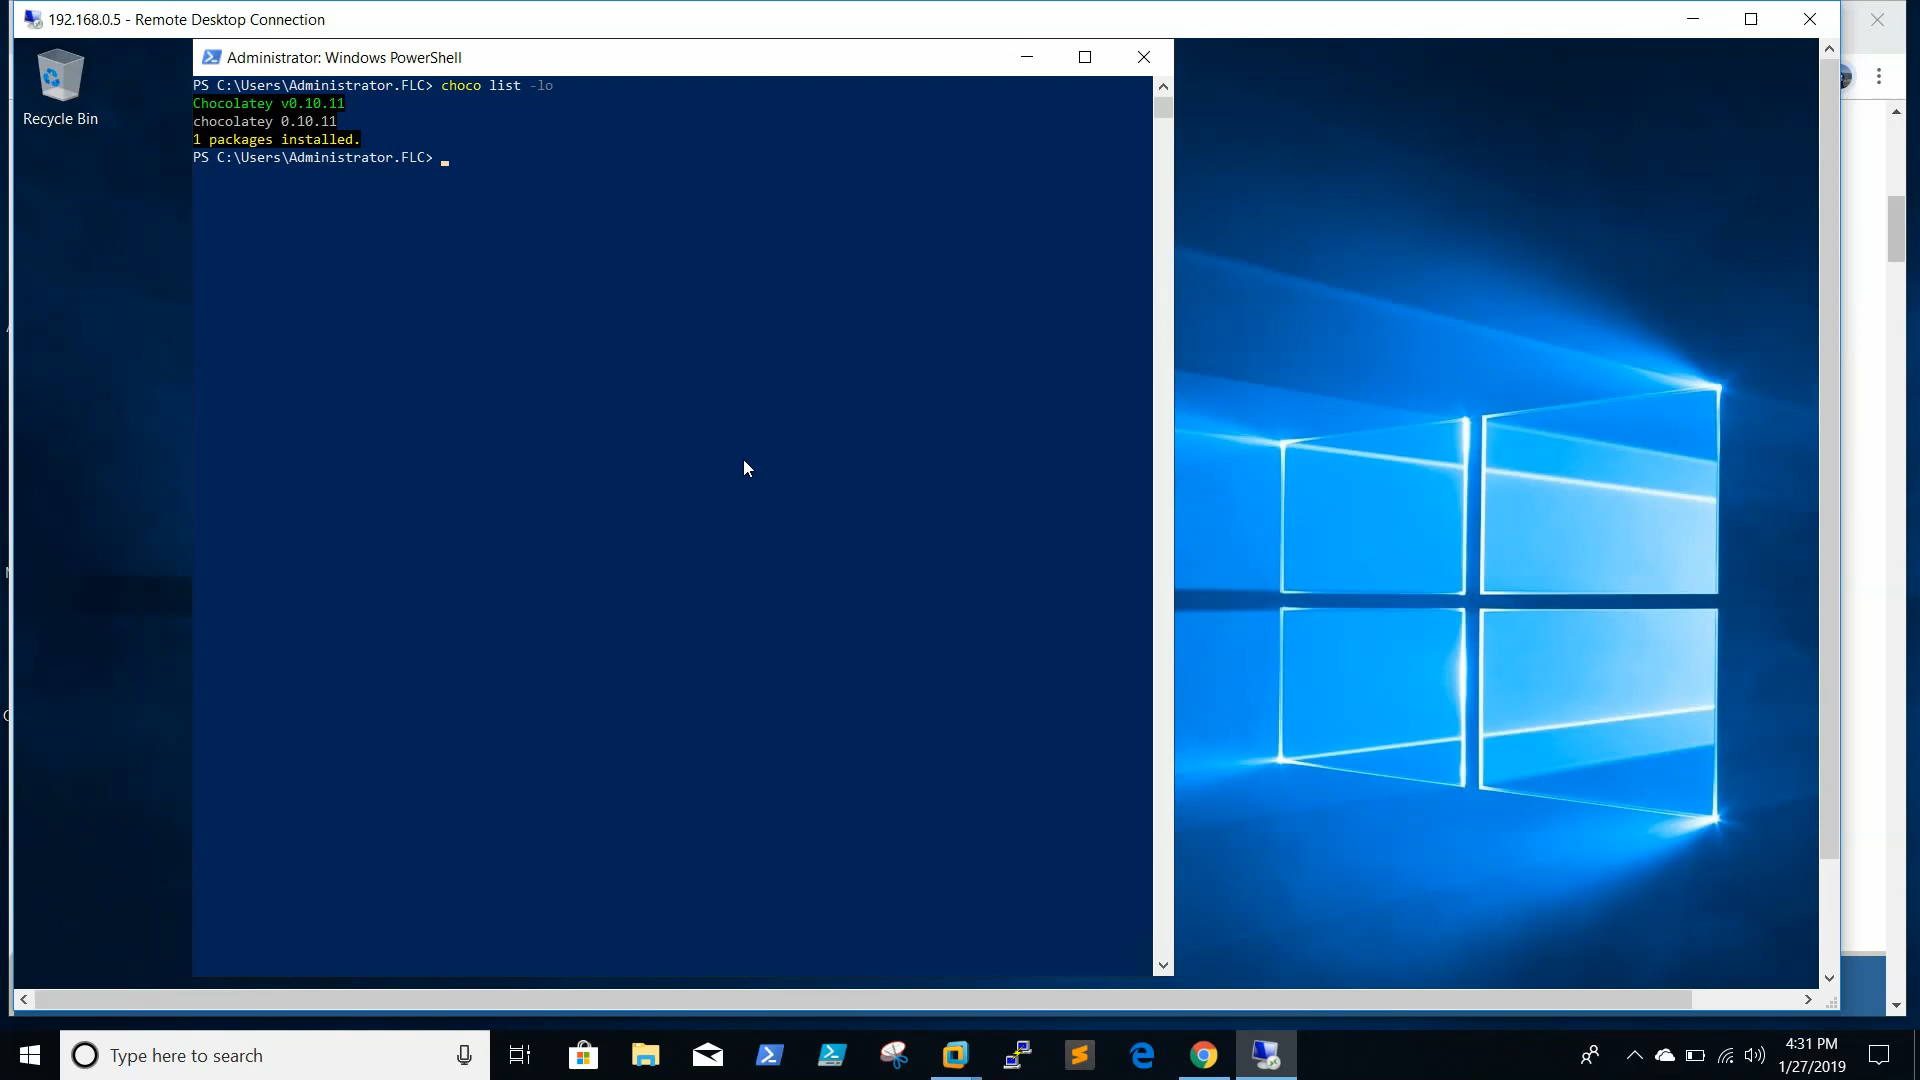 192.168.0.5 - Remote Desktop Connection
Recycle Bin
Administrator: Windows PowerShell
PS C:\Users\Administrator.FLC> choco list -lo
Chocolatey v0.10.11
chocolatey 0.10.11
1 packages installed.
PS C:\Users\Administrator.FLC>
Type here to search
4:31 PM
1/27/2019